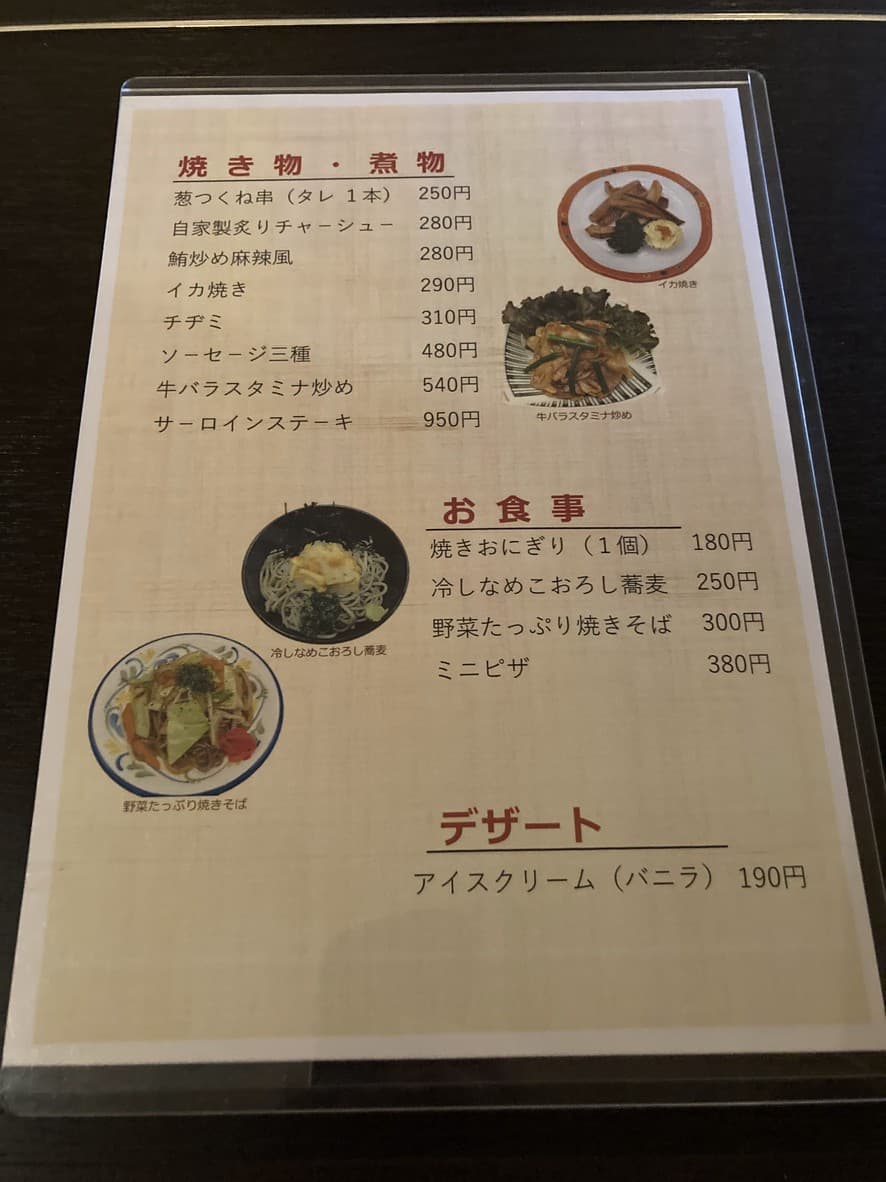 焼き物・煮物
葱つくね串（タレ１本） 250円
自家製炙りチャーシュー 280円
鮪炒め麻辣風 280円
イカ焼き 290円
チヂミ 310円
ソーセージ三種 480円
牛バラスタミナ炒め 540円
サーロインステーキ 950円
イカ焼き
牛バラスタミナ炒め
お食事
焼きおにぎり（１個） 180円
冷しなめこおろし蕎麦 250円
野菜たっぷり焼きそば 300円
ミニピザ 380円
冷しなめこおろし蕎麦
野菜たっぷり焼きそば
デザート
アイスクリーム（バニラ） 190円